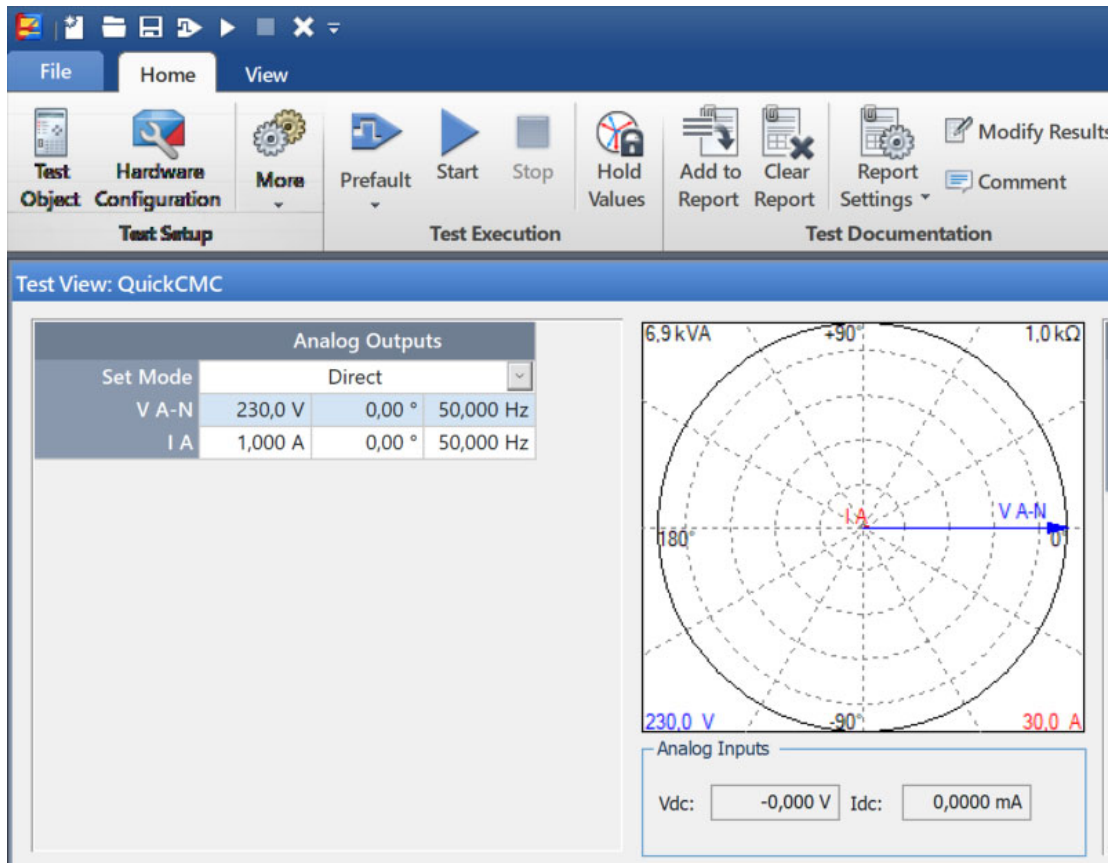 File
Home
View
Test Object
Hardware Configuration
More
Prefault
Start
Stop
Hold Values
Add to Report
Clear Report
Report Settings
Modify Results
Comment
Test Setup
Test Execution
Test Documentation
Test View: QuickCMC
Analog Outputs
Set Mode Direct
V A-N 230,0 V 0,00 ° 50,000 Hz
I A 1,000 A 0,00 ° 50,000 Hz
6,9 kVA +90° 1,0 kΩ
I A V A-N
180° 0°
230,0 V -90° 30,0 A
Analog Inputs
Vdc: -0,000 V Idc: 0,0000 mA